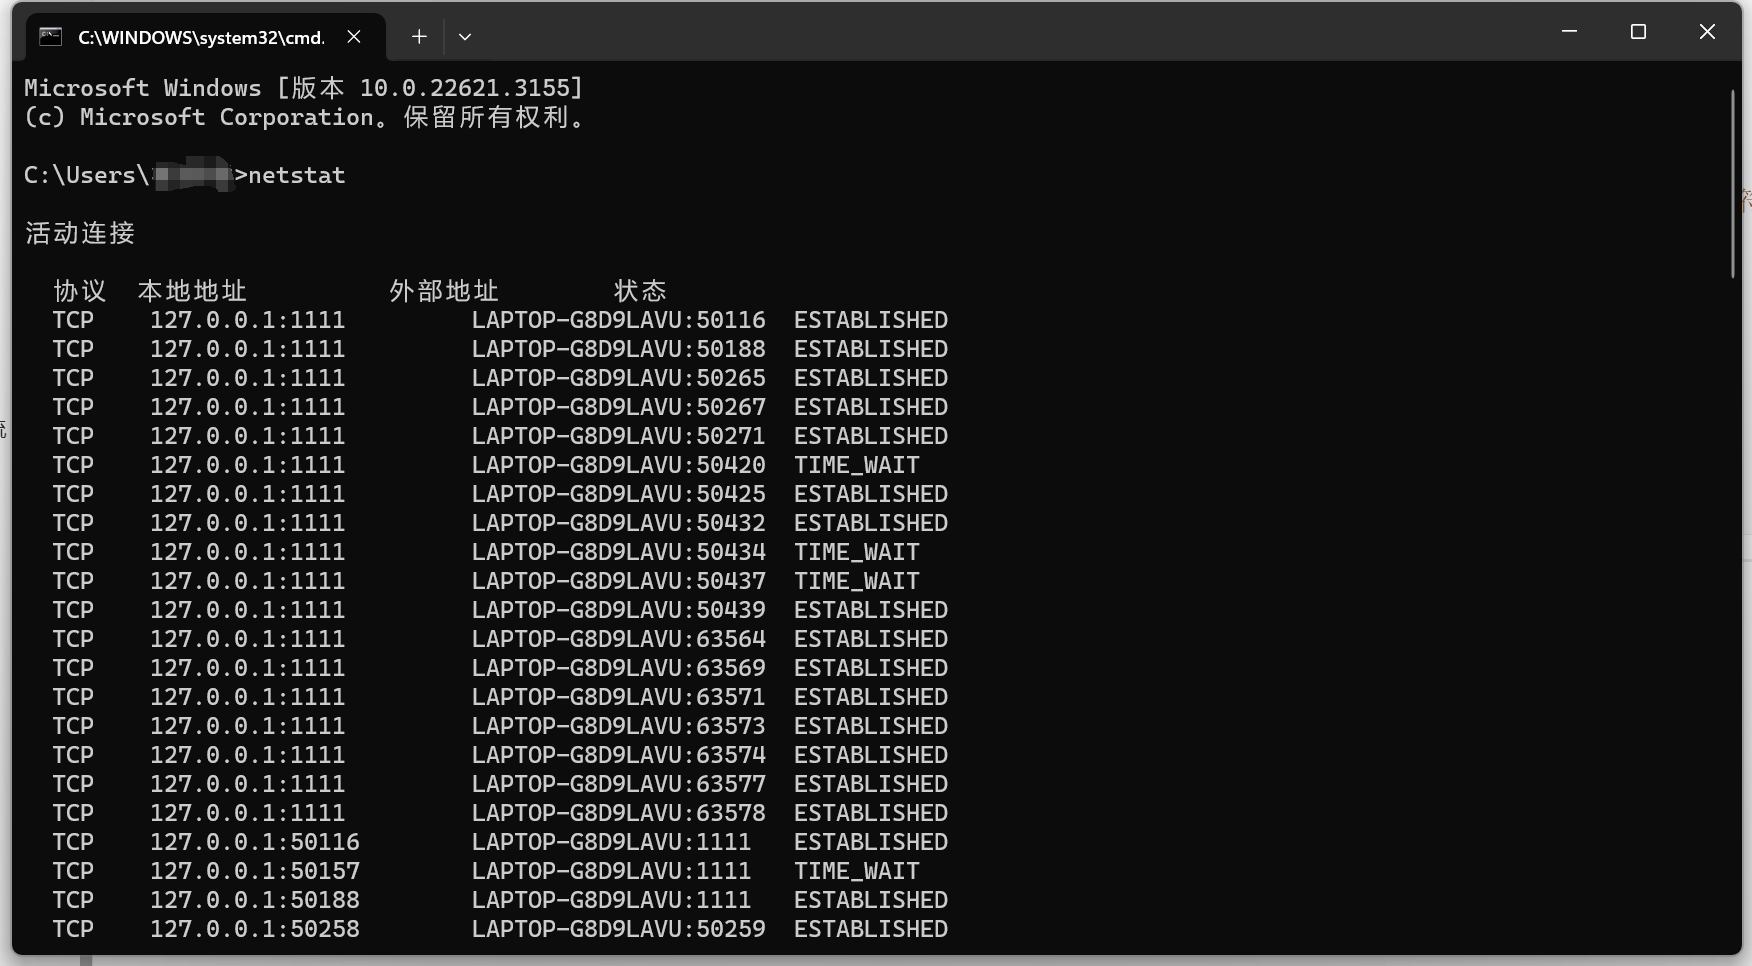 C:\WINDOWS\system32\cmd.
Microsoft Windows [版本 10.0.22621.3155]
(c) Microsoft Corporation。保留所有权利。
C:\Users\ >netstat
活动连接
协议 本地地址 外部地址 状态
TCP 127.0.0.1:1111 LAPTOP-G8D9LAVU:50116 ESTABLISHED
TCP 127.0.0.1:1111 LAPTOP-G8D9LAVU:50188 ESTABLISHED
TCP 127.0.0.1:1111 LAPTOP-G8D9LAVU:50265 ESTABLISHED
TCP 127.0.0.1:1111 LAPTOP-G8D9LAVU:50267 ESTABLISHED
TCP 127.0.0.1:1111 LAPTOP-G8D9LAVU:50271 ESTABLISHED
TCP 127.0.0.1:1111 LAPTOP-G8D9LAVU:50420 TIME_WAIT
TCP 127.0.0.1:1111 LAPTOP-G8D9LAVU:50425 ESTABLISHED
TCP 127.0.0.1:1111 LAPTOP-G8D9LAVU:50432 ESTABLISHED
TCP 127.0.0.1:1111 LAPTOP-G8D9LAVU:50434 TIME_WAIT
TCP 127.0.0.1:1111 LAPTOP-G8D9LAVU:50437 TIME_WAIT
TCP 127.0.0.1:1111 LAPTOP-G8D9LAVU:50439 ESTABLISHED
TCP 127.0.0.1:1111 LAPTOP-G8D9LAVU:63564 ESTABLISHED
TCP 127.0.0.1:1111 LAPTOP-G8D9LAVU:63569 ESTABLISHED
TCP 127.0.0.1:1111 LAPTOP-G8D9LAVU:63571 ESTABLISHED
TCP 127.0.0.1:1111 LAPTOP-G8D9LAVU:63573 ESTABLISHED
TCP 127.0.0.1:1111 LAPTOP-G8D9LAVU:63574 ESTABLISHED
TCP 127.0.0.1:1111 LAPTOP-G8D9LAVU:63577 ESTABLISHED
TCP 127.0.0.1:1111 LAPTOP-G8D9LAVU:63578 ESTABLISHED
TCP 127.0.0.1:50116 LAPTOP-G8D9LAVU:1111 ESTABLISHED
TCP 127.0.0.1:50157 LAPTOP-G8D9LAVU:1111 TIME_WAIT
TCP 127.0.0.1:50188 LAPTOP-G8D9LAVU:1111 ESTABLISHED
TCP 127.0.0.1:50258 LAPTOP-G8D9LAVU:50259 ESTABLISHED